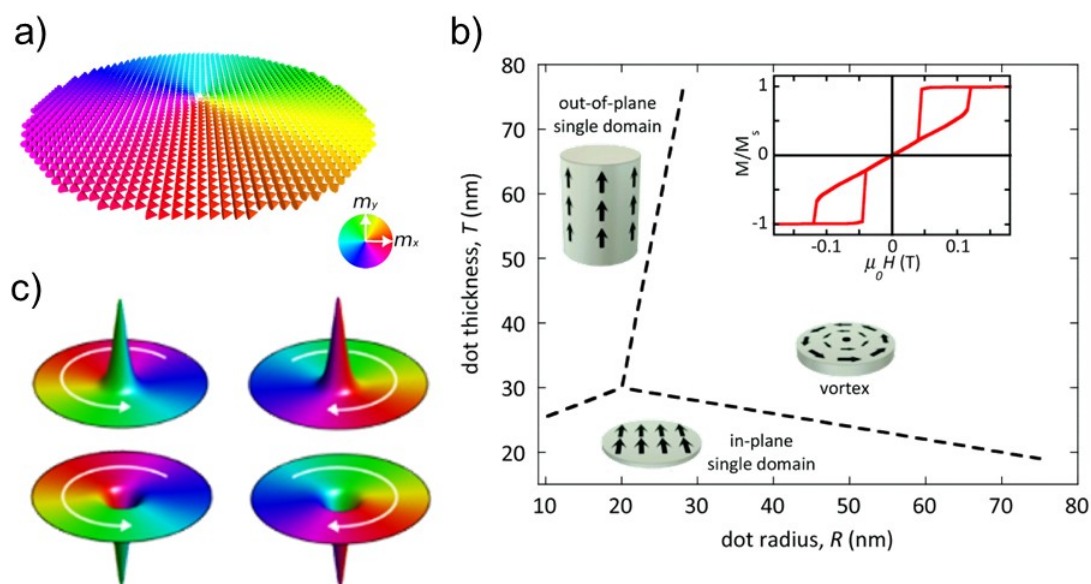 a)
m_y
m_x
b)
80
70
60
50
40
30
20
dot thickness, T (nm)
out-of-plane
single domain
vortex
in-plane
single domain
10 20 30 40 50 60 70 80
dot radius, R (nm)
1
0
-1
M/M_s
-0.1 0 0.1
μ_0H (T)
c)